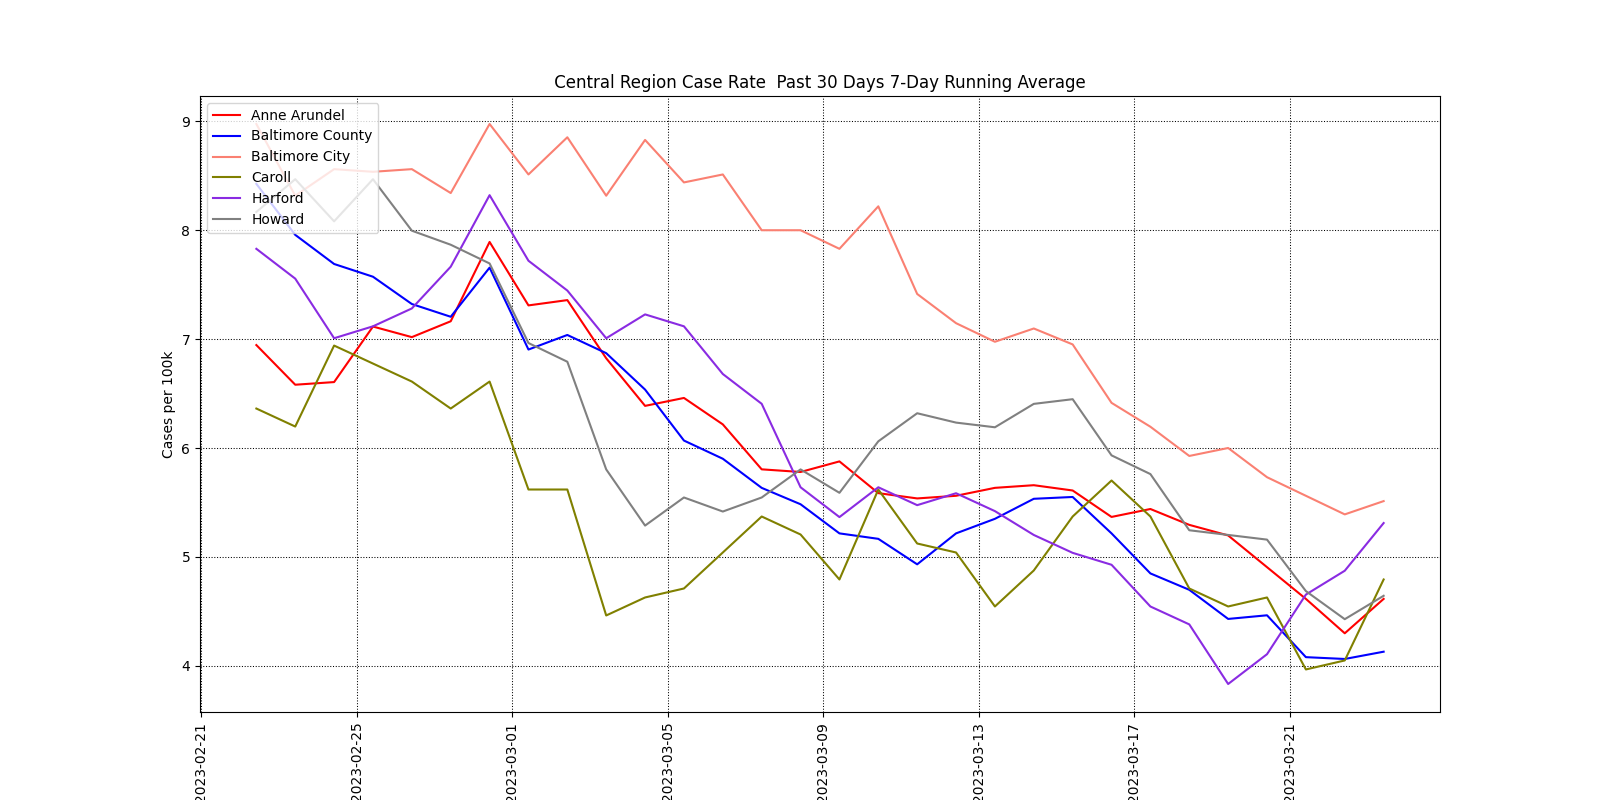 Central Region Case Rate  Past 30 Days 7-Day Running Average
Anne Arundel
Baltimore County
Baltimore City
Caroll
Harford
Howard
Cases per 100k
9
8
7
6
5
4
2023-02-21
2023-02-25
2023-03-01
2023-03-05
2023-03-09
2023-03-13
2023-03-17
2023-03-21